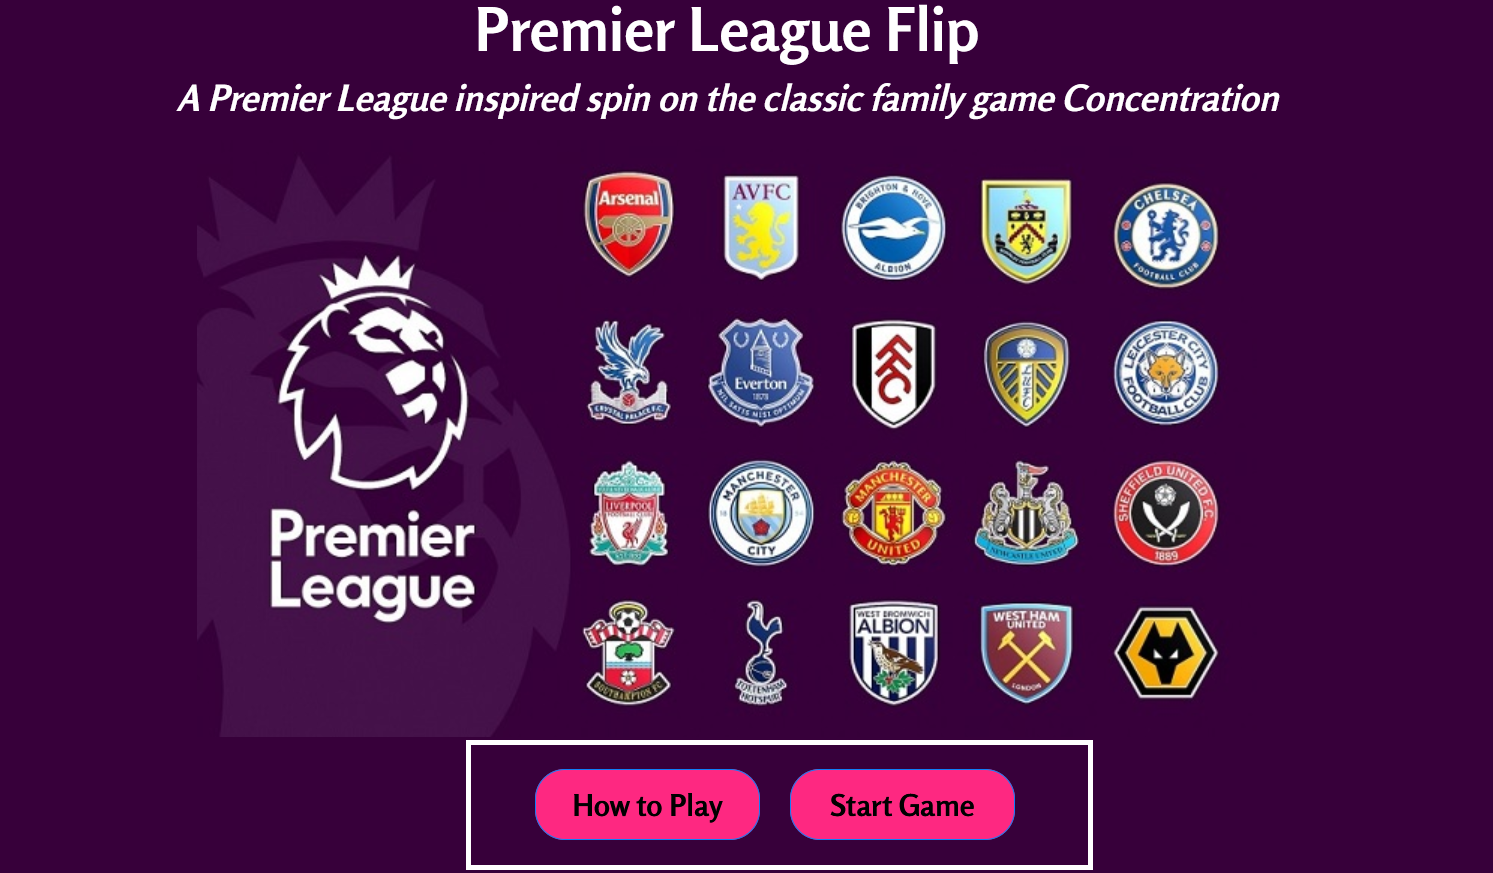 Premier League Flip
A Premier League inspired spin on the classic family game Concentration
Arsenal
AVFC
BRIGHTON & HOVE
ALBION
CHELSEA
FOOTBALL CLUB
CRYSTAL PALACE F.C.
Everton
1878
NIL SATIS NISI OPTIMUM
FFC
LUFC
LEICESTER CITY
FOOTBALL CLUB
Premier
League
LIVERPOOL
FOOTBALL CLUB
MANCHESTER
CITY
MANCHESTER
UNITED
NEWCASTLE UNITED
SHEFFIELD UNITED F.C.
1889
SOUTHAMPTON FC
TOTTENHAM
HOTSPUR
WEST BROMWICH
ALBION
WEST HAM
UNITED
LONDON
How to Play
Start Game